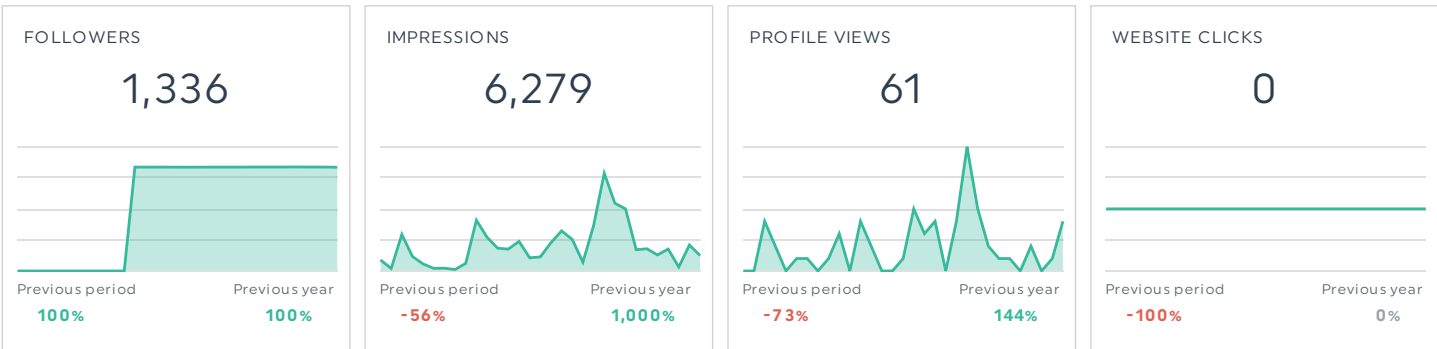 FOLLOWERS
1,336
Previous period
Previous year
100%
100%
IMPRESSIONS
6,279
Previous period
Previous year
-56%
1,000%
PROFILE VIEWS
61
Previous period
Previous year
-73%
144%
WEBSITE CLICKS
0
Previous period
Previous year
-100%
0%